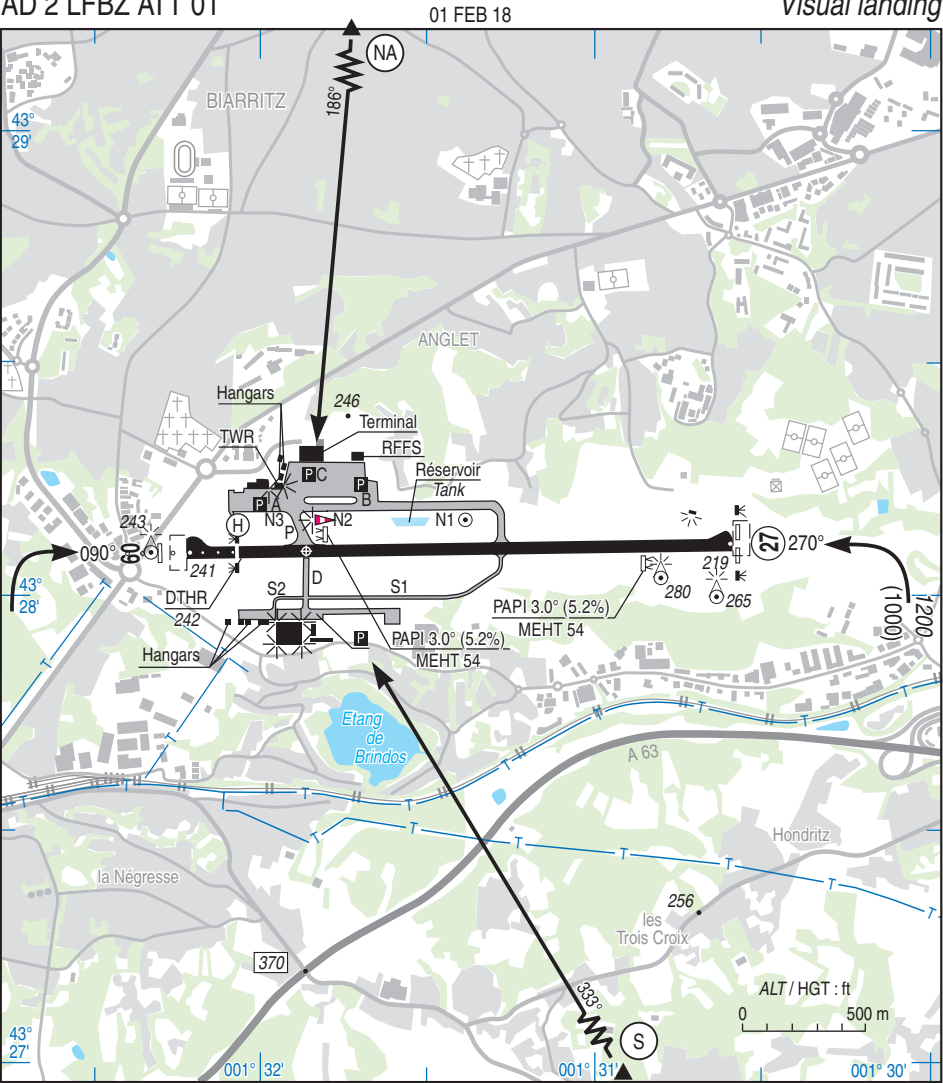 AD 2 LFBZ ATT 01
01 FEB 18
Visual landing
NA
186°
BIARRITZ
43°
29'
ANGLET
Hangars
246
Terminal
TWR
RFFS
C
P
P
Réservoir
Tank
P
A
B
H
N3
P
N2
N1
243
09
090°
27
270°
241
219
D
280
265
43°
28'
DTHR
242
S2
S1
PAPI 3.0° (5.2%)
MEHT 54
1200
(1000)
Hangars
P
PAPI 3.0° (5.2%)
MEHT 54
T
T
Etang
de
Brindos
T
T
T
T
T
A 63
T
T
T
T
T
T
T
Hondritz
la Négresse
256
les
Trois Croix
370
333°
ALT / HGT : ft
0
500 m
S
43°
27'
001° 32'
001° 31'
001° 30'